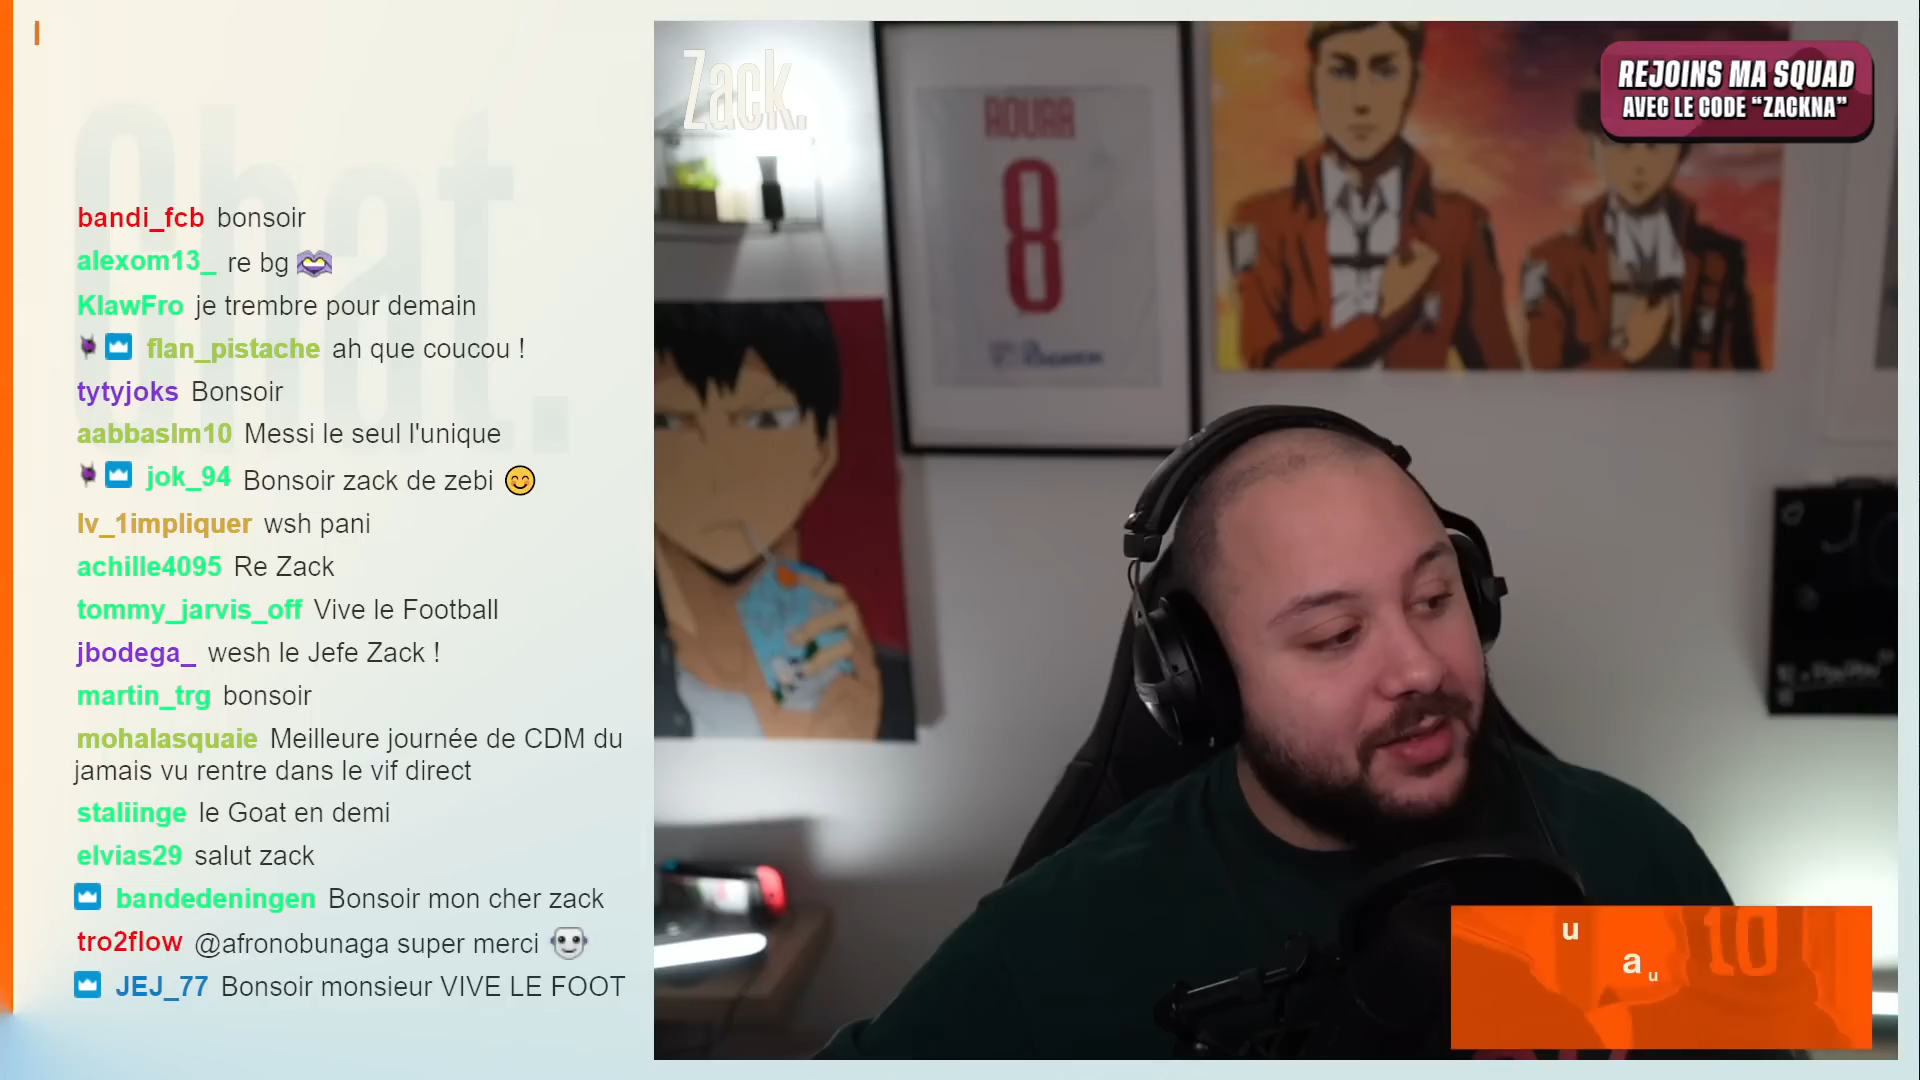 Chat.
bandi_fcb bonsoir
alexom13_ re bg
KlawFro je trembre pour demain
flan_pistache ah que coucou !
tytyjoks Bonsoir
aabbaslm10 Messi le seul l'unique
jok_94 Bonsoir zack de zebi 😊
lv_1impliquer wsh pani
achille4095 Re Zack
tommy_jarvis_off Vive le Football
jbodega_ wesh le Jefe Zack !
martin_trg bonsoir
mohalasquaie Meilleure journée de CDM du
jamais vu rentre dans le vif direct
staliinge le Goat en demi
elvias29 salut zack
bandedeningen Bonsoir mon cher zack
tro2flow @afronobunaga super merci
JEJ_77 Bonsoir monsieur VIVE LE FOOT
Zack.
AOUAR
8
REJOINS MA SQUAD
AVEC LE CODE “ZACKNA”
u
a u
10